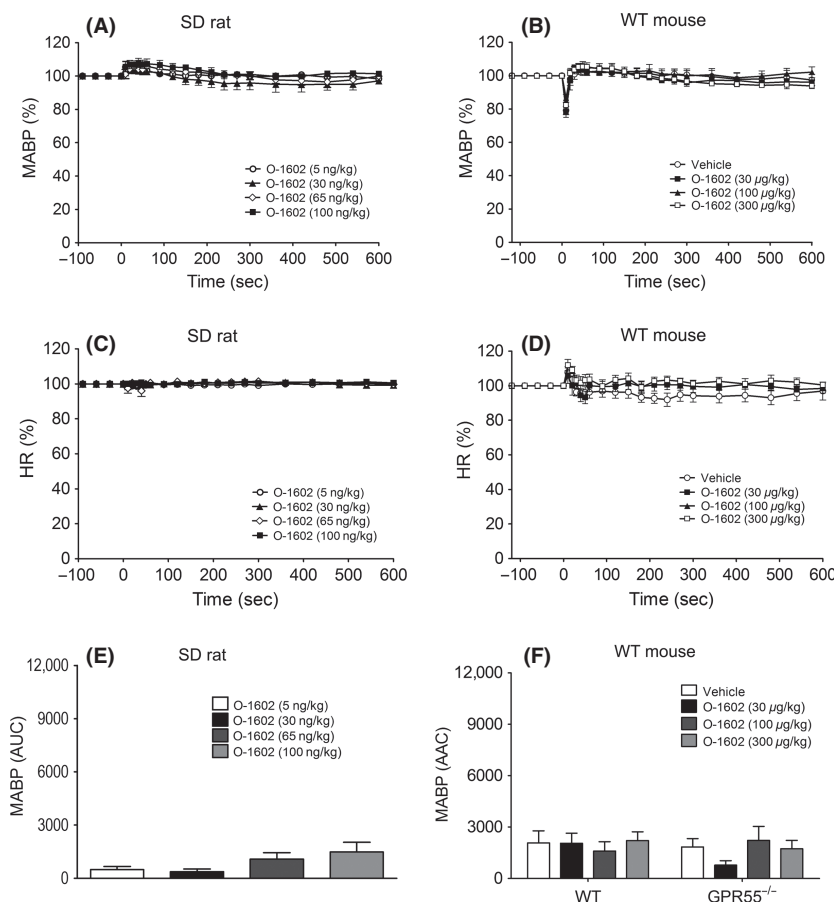 (A)
SD rat
120
100
80
60
40
20
0
MABP (%)
O-1602 (5 ng/kg)
O-1602 (30 ng/kg)
O-1602 (65 ng/kg)
O-1602 (100 ng/kg)
−100 0 100 200 300 400 500 600
Time (sec)
(B)
WT mouse
120
100
80
60
40
20
0
MABP (%)
Vehicle
O-1602 (30 µg/kg)
O-1602 (100 µg/kg)
O-1602 (300 µg/kg)
−100 0 100 200 300 400 500 600
Time (sec)
(C)
SD rat
120
100
80
60
40
20
0
HR (%)
O-1602 (5 ng/kg)
O-1602 (30 ng/kg)
O-1602 (65 ng/kg)
O-1602 (100 ng/kg)
−100 0 100 200 300 400 500 600
Time (sec)
(D)
WT mouse
120
100
80
60
40
20
0
HR (%)
Vehicle
O-1602 (30 µg/kg)
O-1602 (100 µg/kg)
O-1602 (300 µg/kg)
−100 0 100 200 300 400 500 600
Time (sec)
(E)
SD rat
12,000
9000
6000
3000
0
MABP (AUC)
O-1602 (5 ng/kg)
O-1602 (30 ng/kg)
O-1602 (65 ng/kg)
O-1602 (100 ng/kg)
(F)
WT mouse
12,000
9000
6000
3000
0
MABP (AAC)
Vehicle
O-1602 (30 µg/kg)
O-1602 (100 µg/kg)
O-1602 (300 µg/kg)
WT GPR55−/−